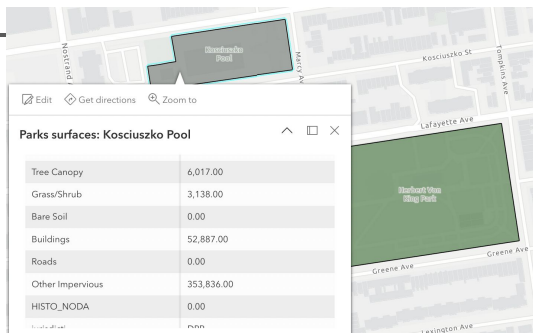 Kosciuszko
Pool
Nostrand A
Marcy Av
Kosciuszko St
Tompkins Ave
Edit
Get directions
Zoom to
Parks surfaces: Kosciuszko Pool
Lafayette Ave
Herbert Von
King Park
Greene Ave
Greene Ave
Lexington Ave
Tree Canopy 6,017.00
Grass/Shrub 3,138.00
Bare Soil 0.00
Buildings 52,887.00
Roads 0.00
Other Impervious 353,836.00
HISTO_NODA 0.00